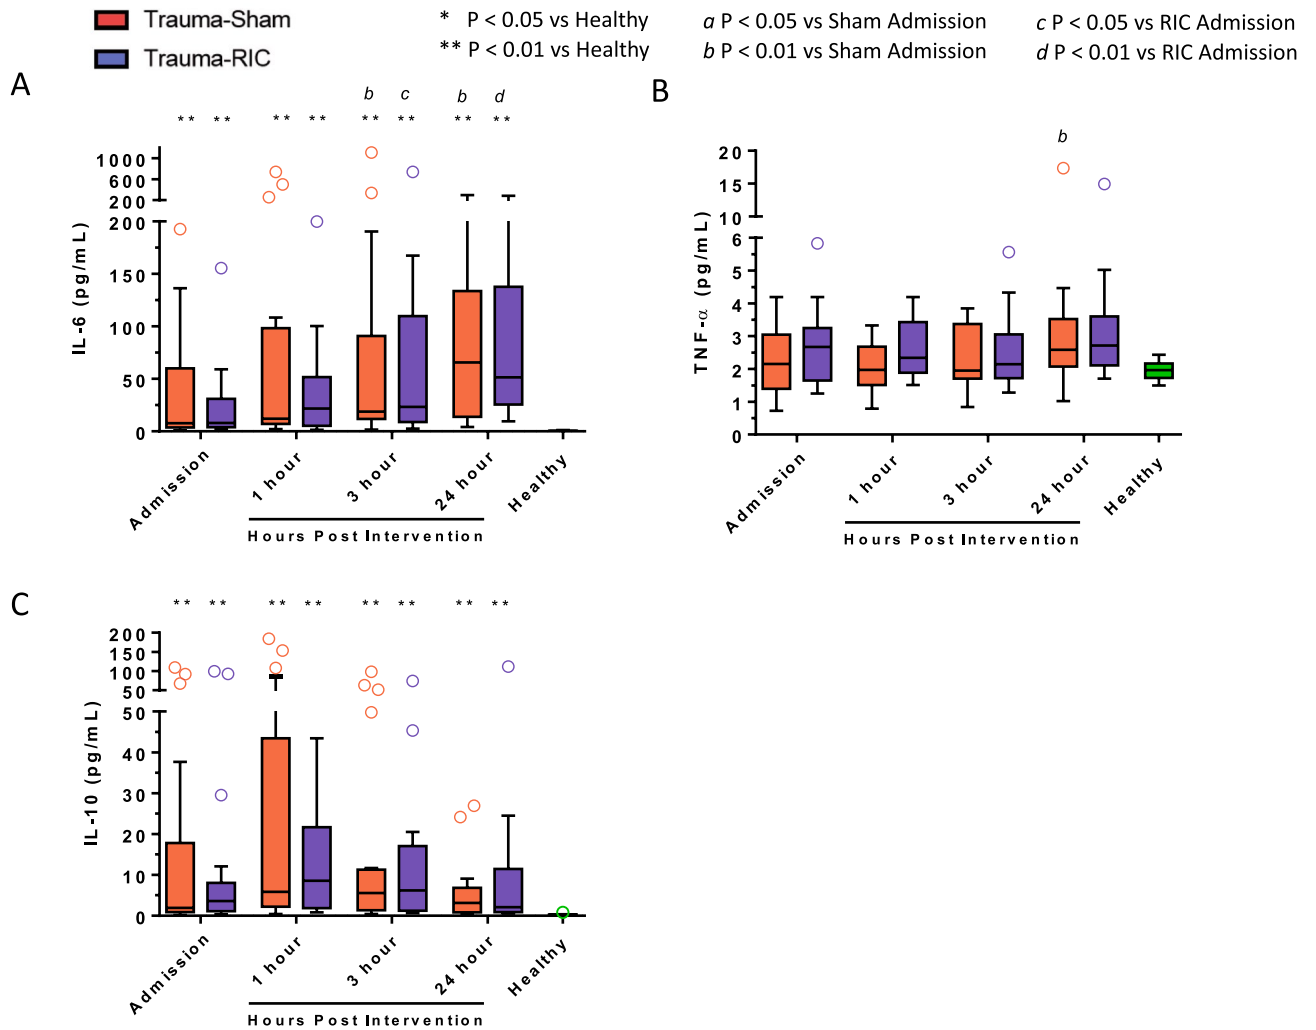 Trauma-Sham
Trauma-RIC
* P < 0.05 vs Healthy
** P < 0.01 vs Healthy
a P < 0.05 vs Sham Admission
b P < 0.01 vs Sham Admission
c P < 0.05 vs RIC Admission
d P < 0.01 vs RIC Admission
A
b c b d
** ** ** ** ** ** ** **
1000
600
200
200
150
100
50
0
IL-6 (pg/mL)
Admission
1 hour
3 hour
24 hour
Healthy
Hours Post Intervention
B
b
20
15
10
6
5
4
3
2
1
0
TNF-α (pg/mL)
Admission
1 hour
3 hour
24 hour
Healthy
Hours Post Intervention
C
** ** ** ** ** ** ** **
200
150
100
50
50
40
30
20
10
0
IL-10 (pg/mL)
Admission
1 hour
3 hour
24 hour
Healthy
Hours Post Intervention